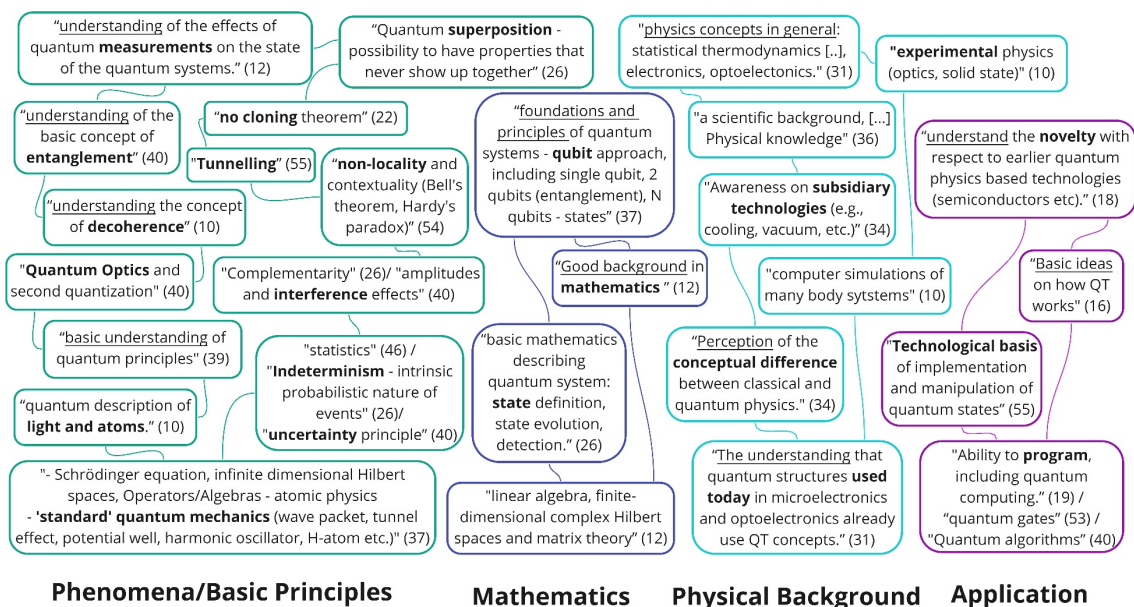 "understanding of the effects of
quantum measurements on the state
of the quantum systems.” (12)
“Quantum superposition -
possibility to have properties that
never show up together” (26)
“understanding of the
basic concept of
entanglement” (40)
“no cloning theorem” (22)
"Tunnelling” (55)
“non-locality and
contextuality (Bell's
theorem, Hardy’s
paradox)” (54)
“understanding the concept
of decoherence” (10)
"Quantum Optics and
second quantization" (40)
"Complementarity" (26)/ "amplitudes
and interference effects" (40)
“basic understanding of
quantum principles” (39)
"statistics" (46) /
"Indeterminism - intrinsic
probabilistic nature of
events" (26)/
"uncertainty principle” (40)
“quantum description of
light and atoms.” (10)
"- Schrödinger equation, infinite dimensional Hilbert
spaces, Operators/Algebras - atomic physics
- 'standard' quantum mechanics (wave packet, tunnel
effect, potential well, harmonic oscillator, H-atom etc.)" (37)
Phenomena/Basic Principles
“foundations and
principles of quantum
systems - qubit approach,
including single qubit, 2
qubits (entanglement), N
qubits - states” (37)
“Good background in
mathematics ” (12)
“basic mathematics
describing
quantum system:
state definition,
state evolution,
detection.” (26)
"linear algebra, finite-
dimensional complex Hilbert
spaces and matrix theory” (12)
Mathematics
"physics concepts in general:
statistical thermodynamics [..],
electronics, optoelectonics." (31)
"experimental physics
(optics, solid state)" (10)
"a scientific background, [...]
Physical knowledge" (36)
"Awareness on subsidiary
technologies (e.g.,
cooling, vacuum, etc.)” (34)
"computer simulations of
many body sytstems" (10)
“Perception of the
conceptual difference
between classical and
quantum physics." (34)
“The understanding that
quantum structures used
today in microelectronics
and optoelectronics already
use QT concepts.” (31)
Physical Background
“understand the novelty with
respect to earlier quantum
physics based technologies
(semiconductors etc).” (18)
“Basic ideas
on how QT
works" (16)
"Technological basis
of implementation
and manipulation of
quantum states” (55)
"Ability to program,
including quantum
computing.” (19) /
“quantum gates” (53) /
"Quantum algorithms” (40)
Application